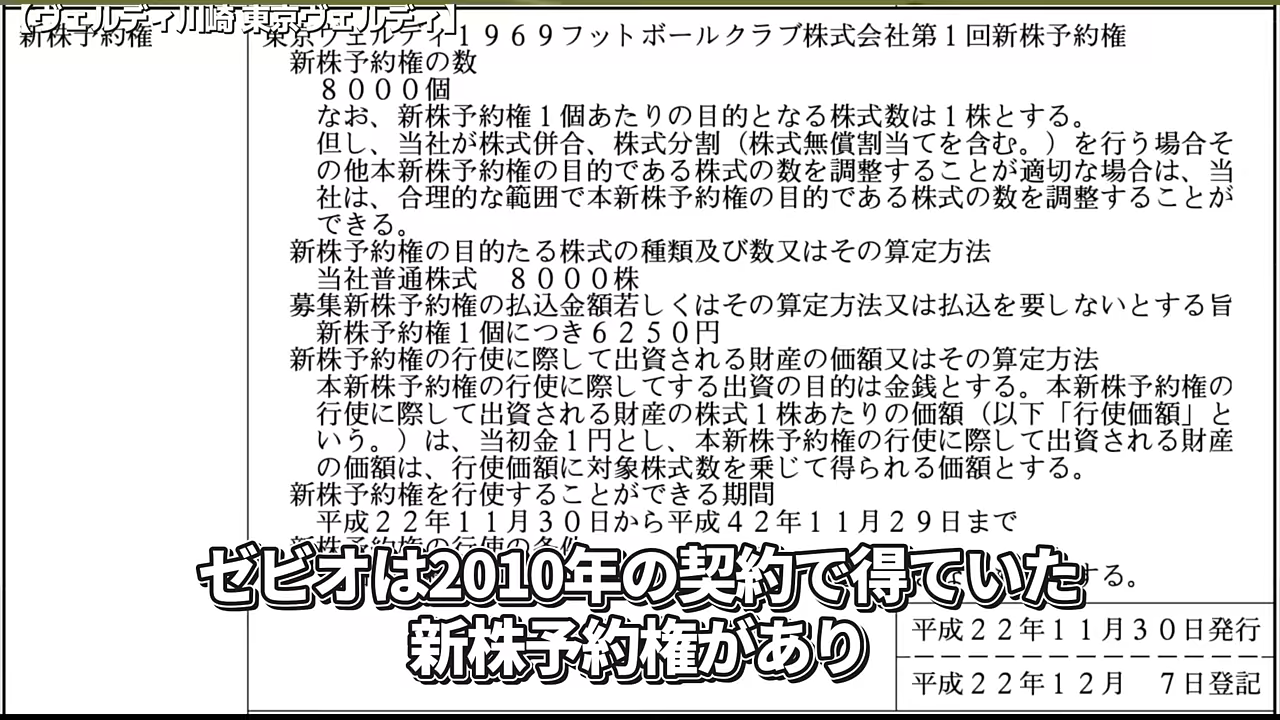 【ヴェルディ川崎 東京ヴェルディ】
新株予約権
東京ヴェルディ１９６９フットボールクラブ株式会社第１回新株予約権
新株予約権の数
８０００個
なお、新株予約権１個あたりの目的となる株式数は１株とする。
但し、当社が株式併合、株式分割（株式無償割当てを含む。）を行う場合そ
の他本新株予約権の目的である株式の数を調整することが適切な場合は、当
社は、合理的な範囲で本新株予約権の目的である株式の数を調整することが
できる。
新株予約権の目的たる株式の種類及び数又はその算定方法
当社普通株式　８０００株
募集新株予約権の払込金額若しくはその算定方法又は払込を要しないとする旨
新株予約権１個につき６２５０円
新株予約権の行使に際して出資される財産の価額又はその算定方法
本新株予約権の行使に際してする出資の目的は金銭とする。本新株予約権の
行使に際して出資される財産の株式１株あたりの価額（以下「行使価額」と
いう。）は、当初金１円とし、本新株予約権の行使に際して出資される財産
の価額は、行使価額に対象株式数を乗じて得られる価額とする。
新株予約権を行使することができる期間
平成２２年１１月３０日から平成４２年１１月２９日まで
新株予約権の行使の条件
する。
ゼビオは2010年の契約で得ていた
新株予約権があり
平成２２年１１月３０日発行
平成２２年１２月　７日登記